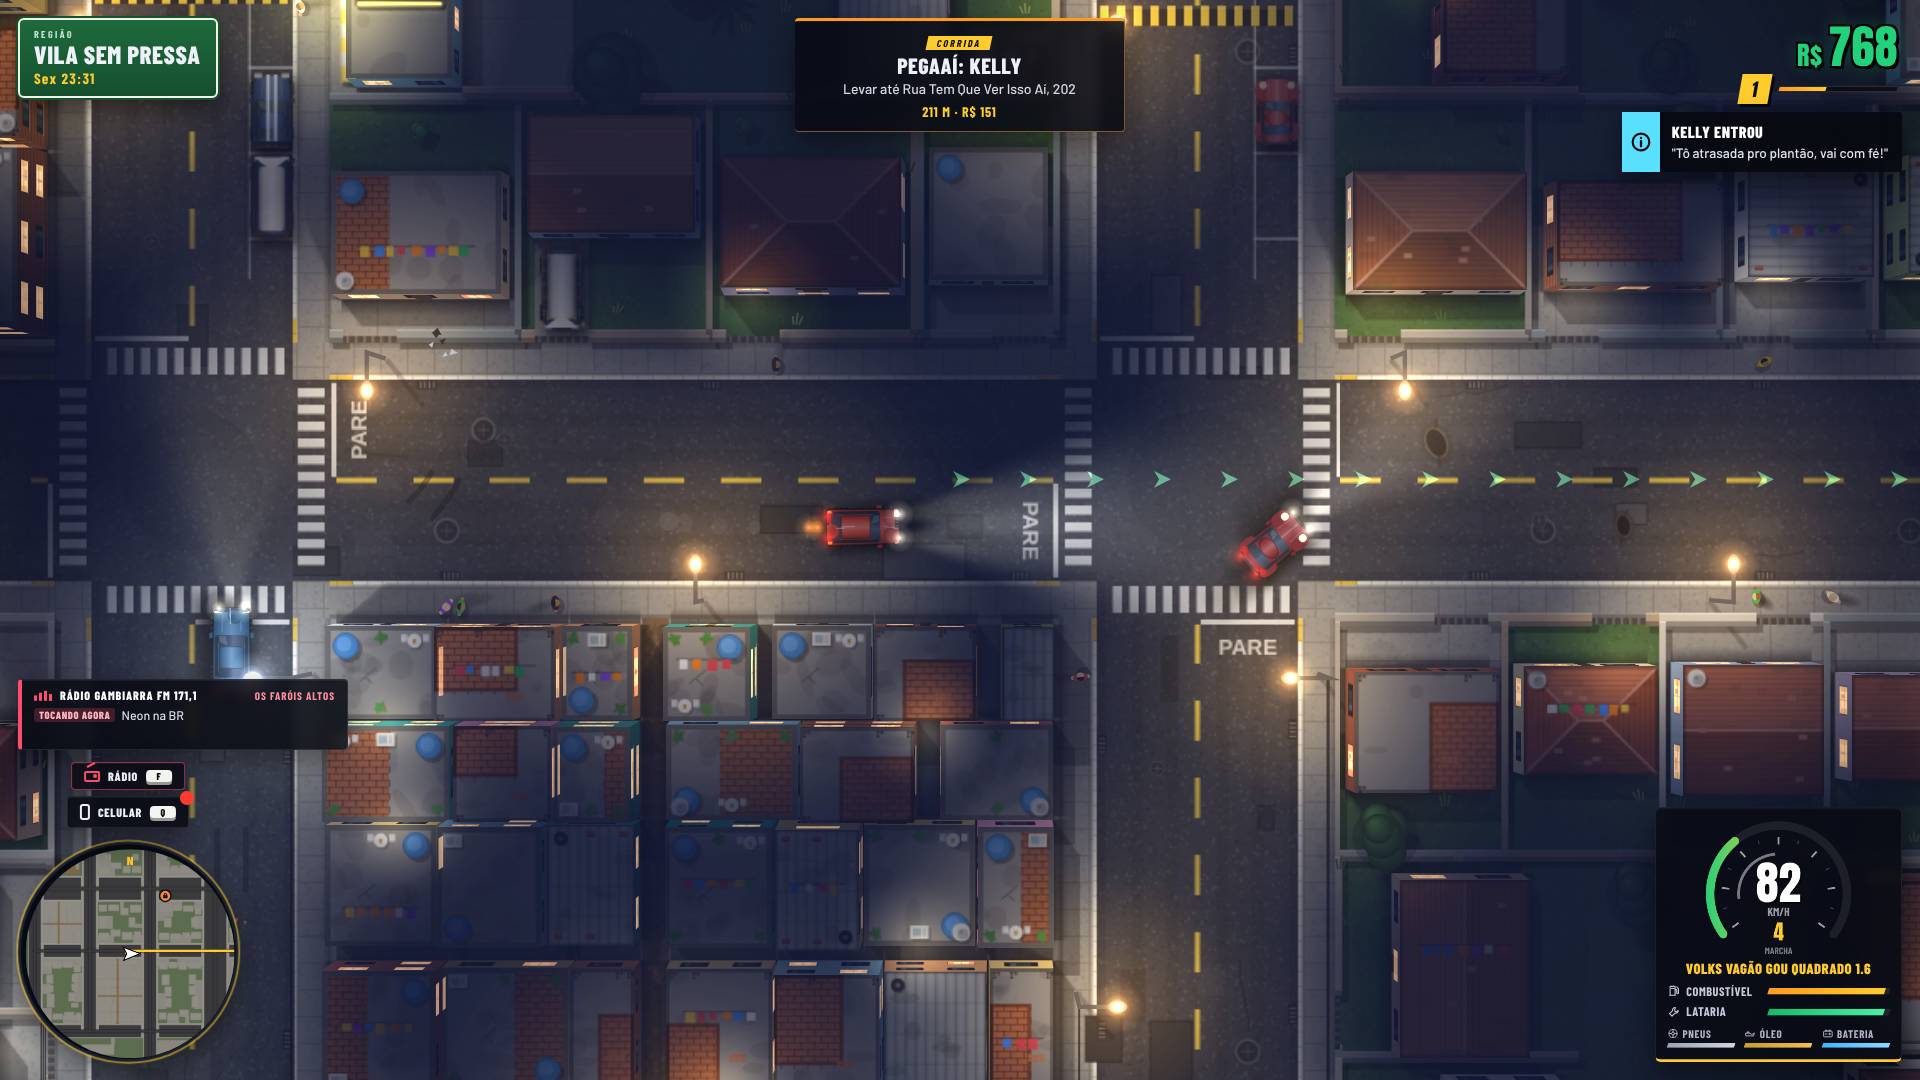 REGIÃO
VILA SEM PRESSA
Sex 23:31
CORRIDA
PEGAAÍ: KELLY
Levar até Rua Tem Que Ver Isso Aí, 202
211 M · R$ 151
R$ 768
1
KELLY ENTROU
"Tô atrasada pro plantão, vai com fé!"
PARE
PARE
PARE
RÁDIO GAMBIARRA FM 171,1
OS FARÓIS ALTOS
TOCANDO AGORA Neon na BR
RÁDIO F
CELULAR Q
N
82
KM/H
4
MARCHA
VOLKS VAGÃO GOU QUADRADO 1.6
COMBUSTÍVEL
LATARIA
PNEUS ÓLEO BATERIA